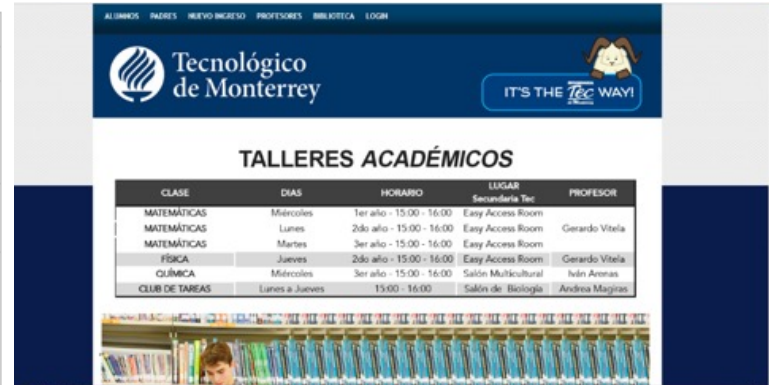 ALUMNOS PADRES NUEVO INGRESO PROFESORES BIBLIOTECA LOGIN
Tecnológico
de Monterrey
IT'S THE Tec WAY!
TALLERES ACADÉMICOS
CLASE DIAS HORARIO LUGAR Secundaria Tec PROFESOR
MATEMÁTICAS Miércoles 1er año - 15:00 - 16:00 Easy Access Room
MATEMÁTICAS Lunes 2do año - 15:00 - 16:00 Easy Access Room Gerardo Vitela
MATEMÁTICAS Martes 3er año - 15:00 - 16:00 Easy Access Room
FÍSICA Jueves 2do año - 15:00 - 16:00 Easy Access Room Gerardo Vitela
QUÍMICA Miércoles 3er año - 15:00 - 16:00 Salón Multicultural Iván Arenas
CLUB DE TAREAS Lunes a Jueves 15:00 - 16:00 Salón de Biología Andrea Magiras